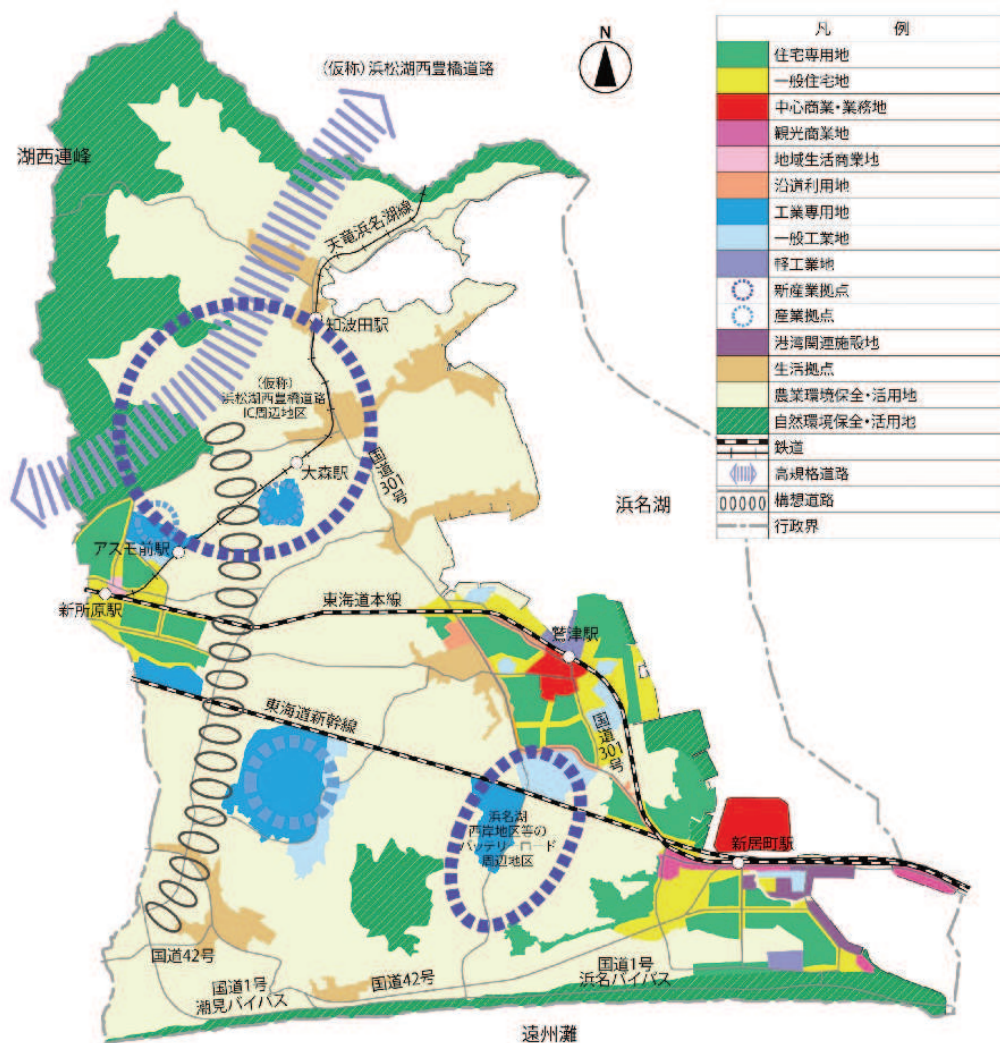 N
(仮称)浜松湖西豊橋道路
湖西連峰
天竜浜名湖線
知波田駅
(仮称)
浜松湖西豊橋道路
IC周辺地区
大森駅
国道301号
浜名湖
アスモ前駅
新所原駅
東海道本線
鷲津駅
東海道新幹線
国道301号
浜名湖
西岸地区等の
バッテリーロード
周辺地区
新居町駅
国道42号
国道1号
潮見バイパス
国道42号
国道1号
浜名バイパス
遠州灘
凡 例
住宅専用地
一般住宅地
中心商業・業務地
観光商業地
地域生活商業地
沿道利用地
工業専用地
一般工業地
軽工業地
新産業拠点
産業拠点
港湾関連施設地
生活拠点
農業環境保全・活用地
自然環境保全・活用地
鉄道
高規格道路
構想道路
行政界